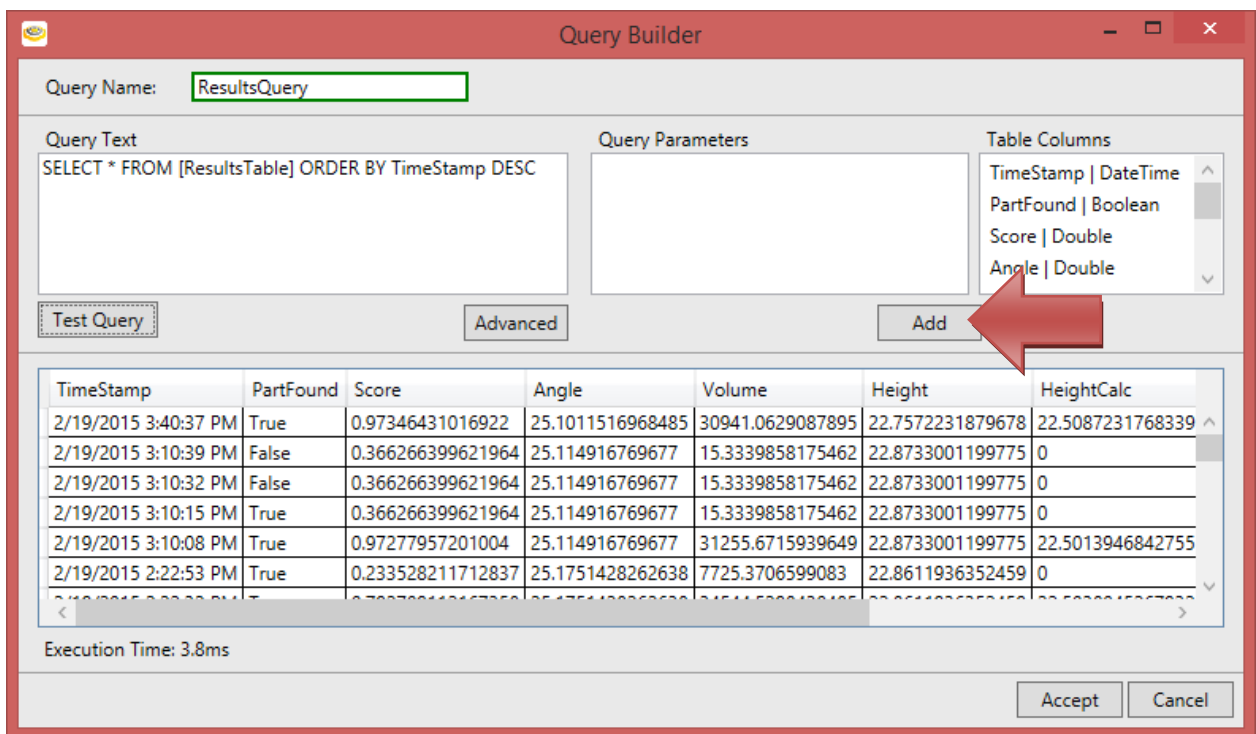 Query Builder
Query Name: ResultsQuery
Query Text Query Parameters Table Columns
SELECT * FROM [ResultsTable] ORDER BY TimeStamp DESC
TimeStamp | DateTime
PartFound | Boolean
Score | Double
Angle | Double
Test Query Advanced Add
TimeStamp PartFound Score Angle Volume Height HeightCalc
2/19/2015 3:40:37 PM True 0.97346431016922 25.1011516968485 30941.0629087895 22.7572231879678 22.5087231768339
2/19/2015 3:10:39 PM False 0.366266399621964 25.114916769677 15.3339858175462 22.8733001199775 0
2/19/2015 3:10:32 PM False 0.366266399621964 25.114916769677 15.3339858175462 22.8733001199775 0
2/19/2015 3:10:15 PM True 0.366266399621964 25.114916769677 15.3339858175462 22.8733001199775 0
2/19/2015 3:10:08 PM True 0.97277957201004 25.114916769677 31255.6715939649 22.8733001199775 22.5013946842755
2/19/2015 2:22:53 PM True 0.233528211712837 25.1751428262638 7725.3706599083 22.8611936352459 0
Execution Time: 3.8ms
Accept Cancel